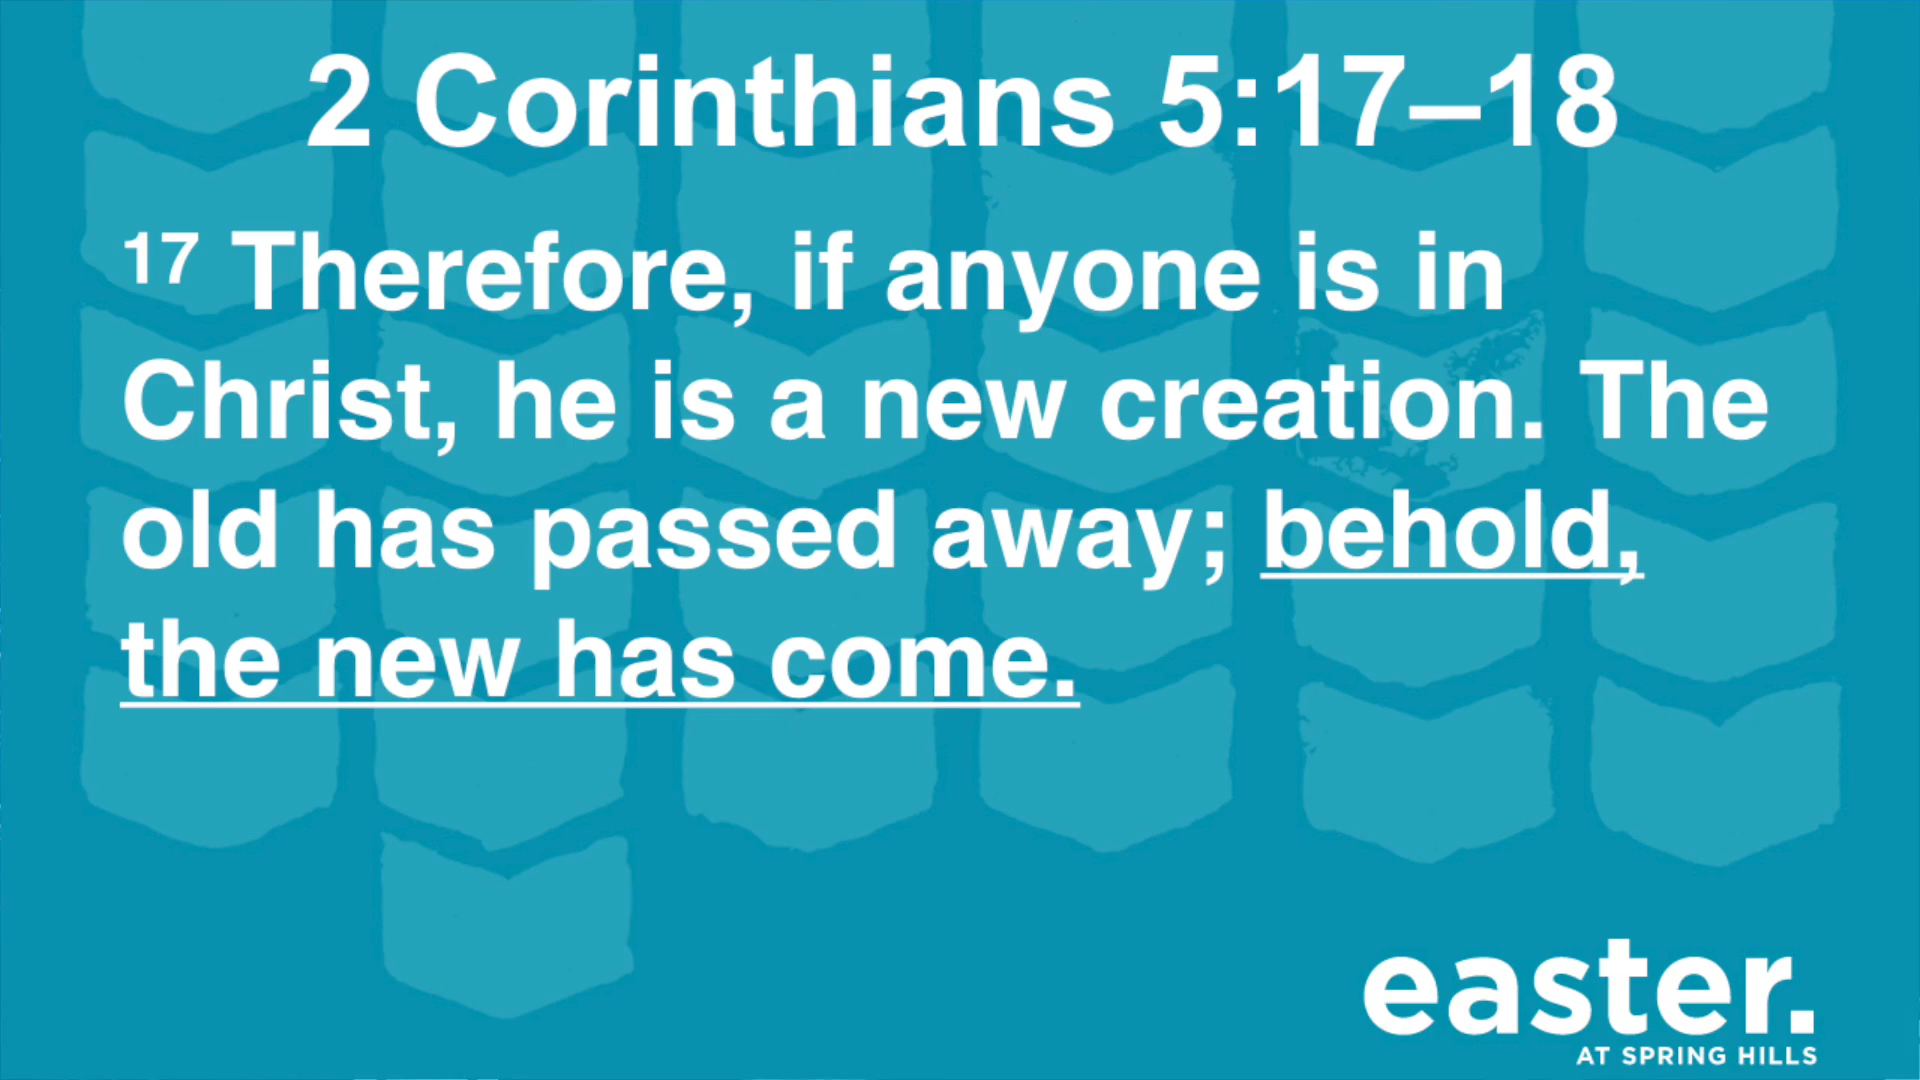 2 Corinthians 5:17–18
17 Therefore, if anyone is in
Christ, he is a new creation. The
old has passed away; behold,
the new has come.
easter.
AT SPRING HILLS